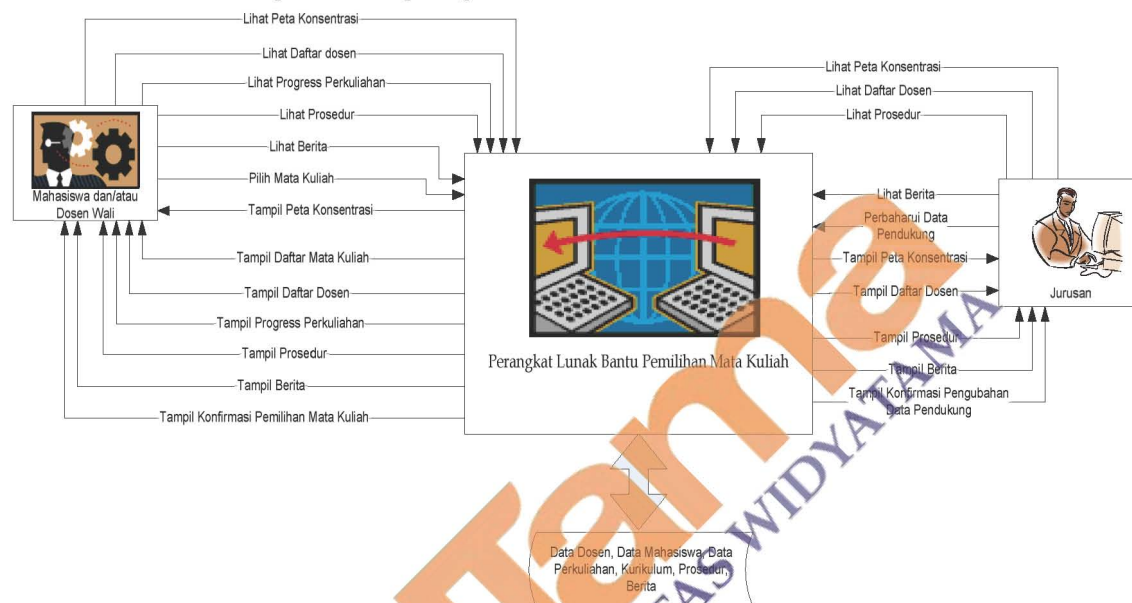 Lihat Peta Konsentrasi
Lihat Daftar dosen
Lihat Progress Perkuliahan
Lihat Prosedur
Lihat Berita
Pilih Mata Kuliah
Tampil Peta Konsentrasi
Tampil Daftar Mata Kuliah
Tampil Daftar Dosen
Tampil Progress Perkuliahan
Tampil Prosedur
Tampil Berita
Tampil Konfirmasi Pemilihan Mata Kuliah
Mahasiswa dan/atau
Dosen Wali
Perangkat Lunak Bantu Pemilihan Mata Kuliah
Lihat Peta Konsentrasi
Lihat Daftar Dosen
Lihat Prosedur
Lihat Berita
Perbaharui Data
Pendukung
Tampil Peta Konsentrasi
Tampil Daftar Dosen
Tampil Prosedur
Tampil Berita
Tampil Konfirmasi Pengubahan
Data Pendukung
Jurusan
Data Dosen, Data Mahasiswa, Data
Perkuliahan, Kurikulum, Prosedur,
Berita
Tama
TAS WIDYATAMA